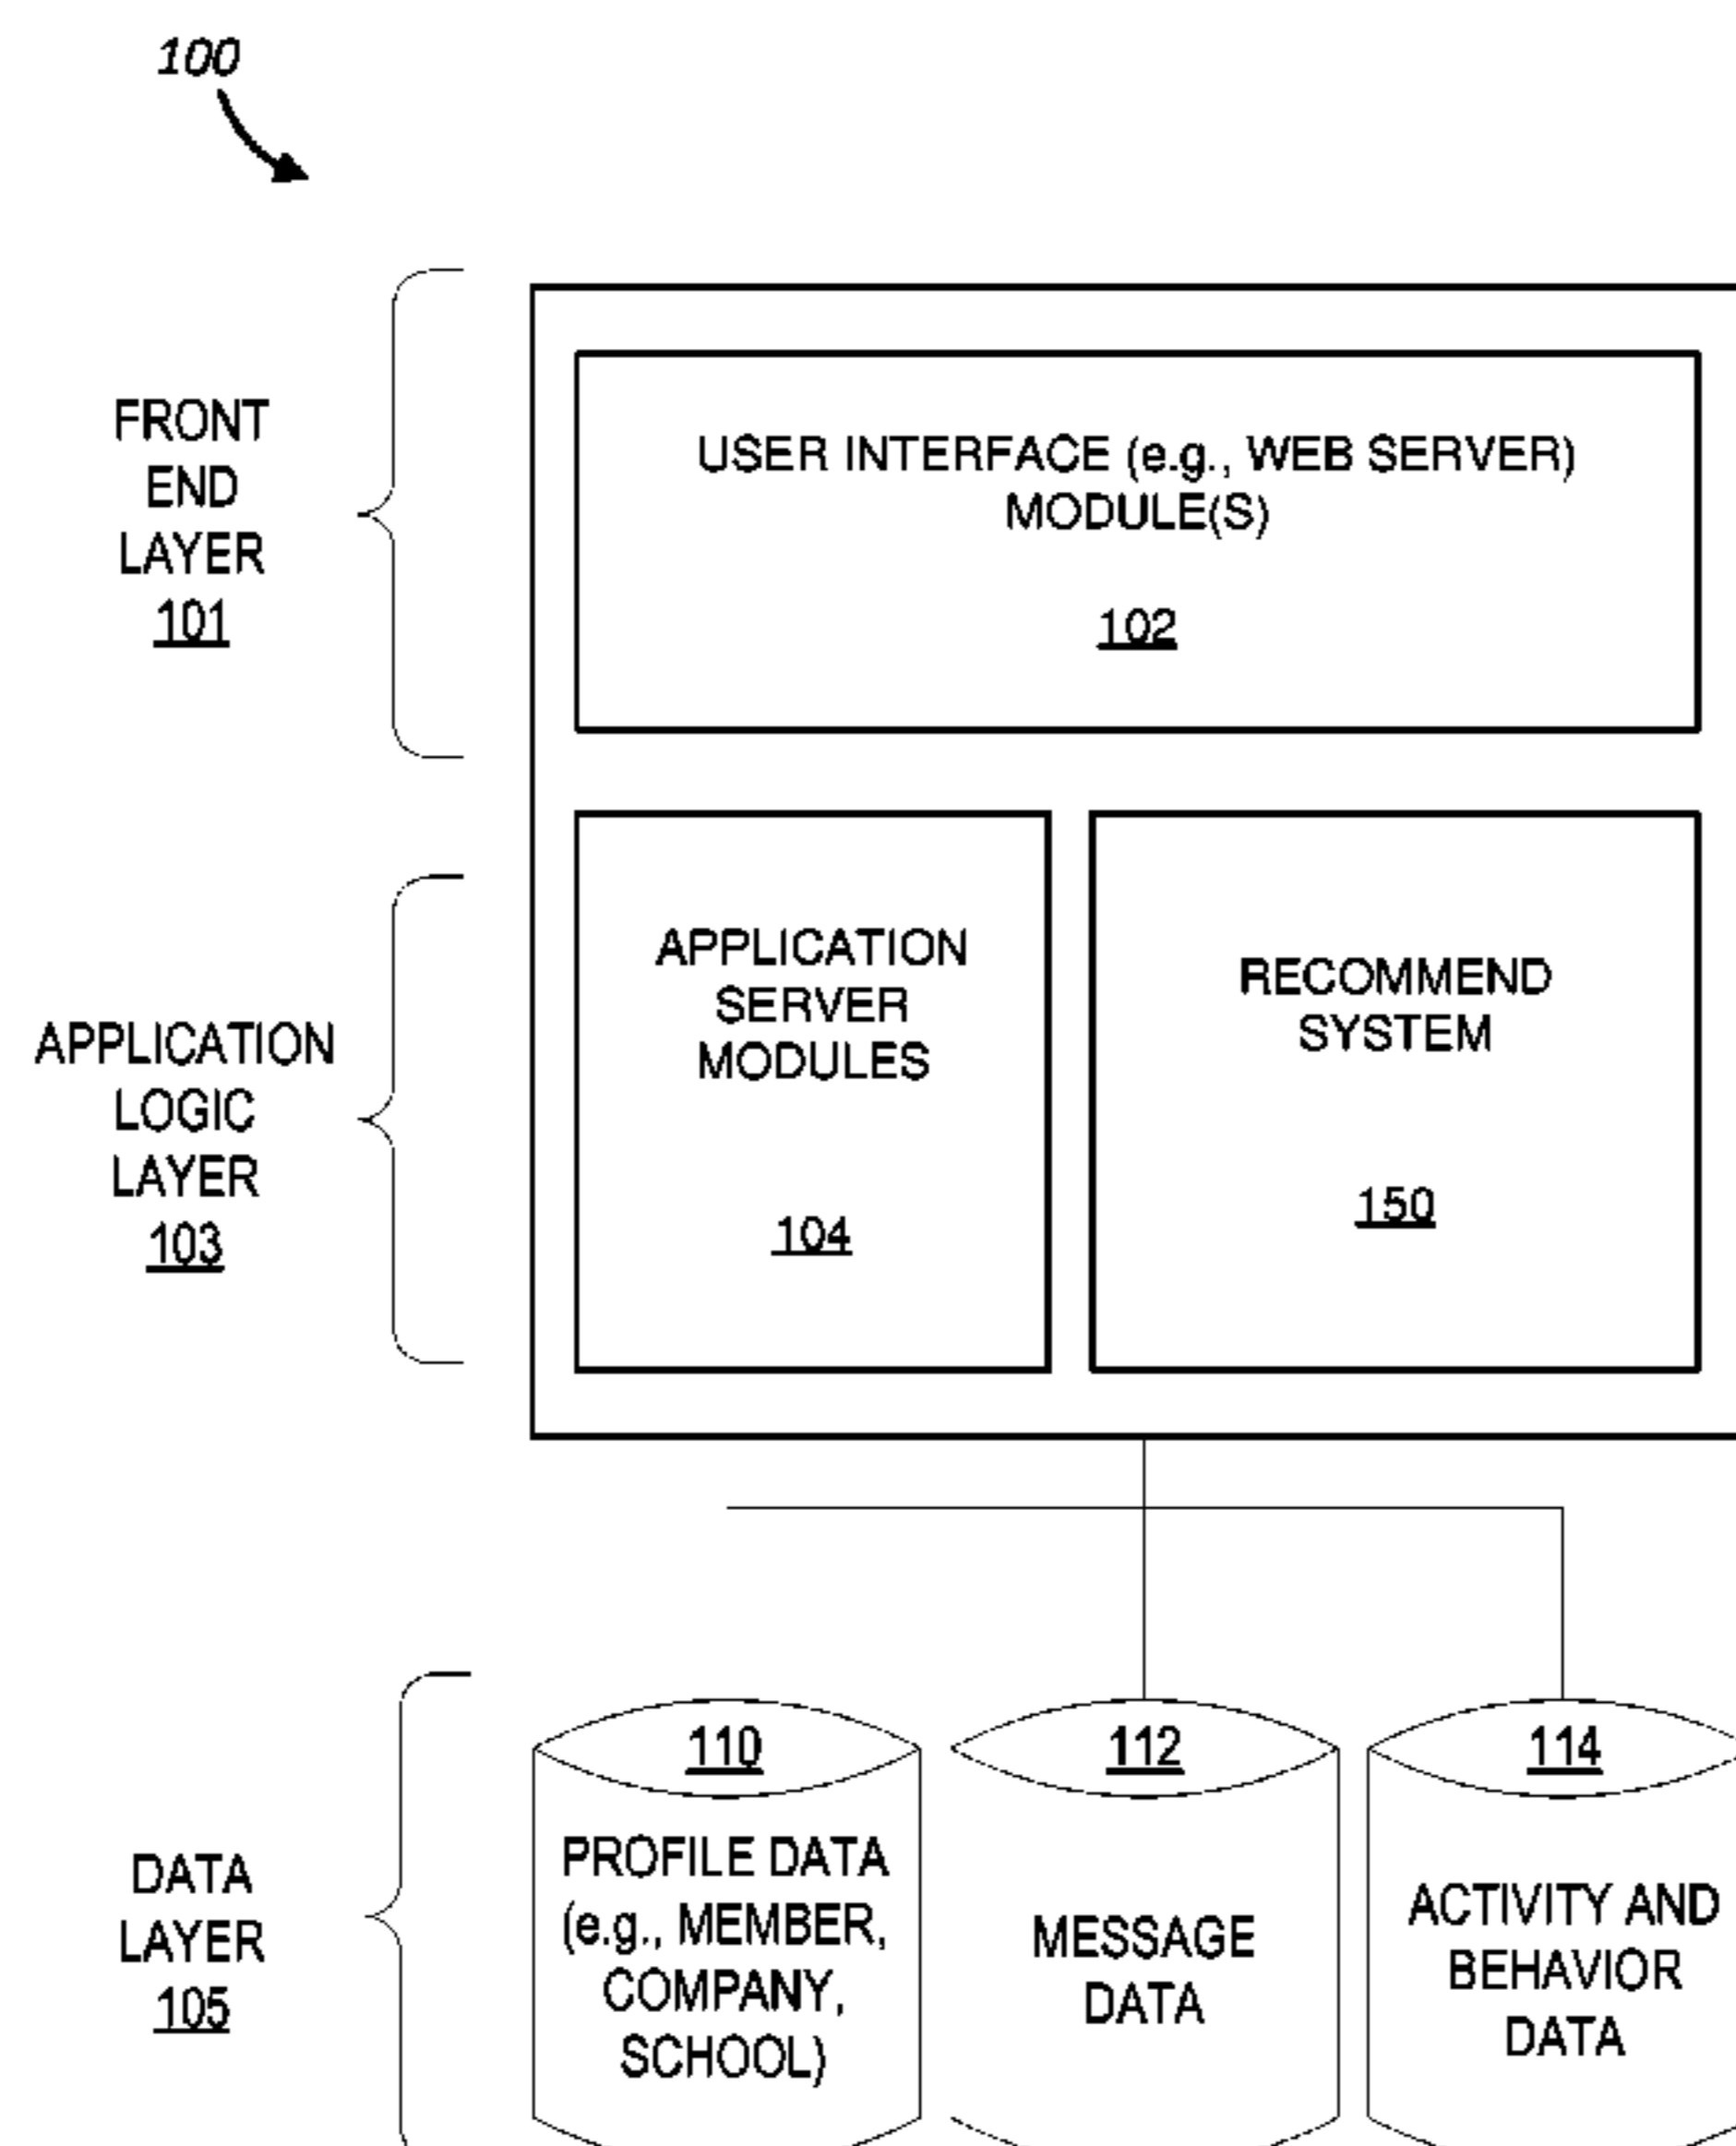 100
FRONT
END
LAYER
101
USER INTERFACE (e.g., WEB SERVER)
MODULE(S)
102
APPLICATION
LOGIC
LAYER
103
APPLICATION
SERVER
MODULES
104
RECOMMEND
SYSTEM
150
DATA
LAYER
105
110
PROFILE DATA
(e.g., MEMBER,
COMPANY,
SCHOOL)
112
MESSAGE
DATA
114
ACTIVITY AND
BEHAVIOR
DATA